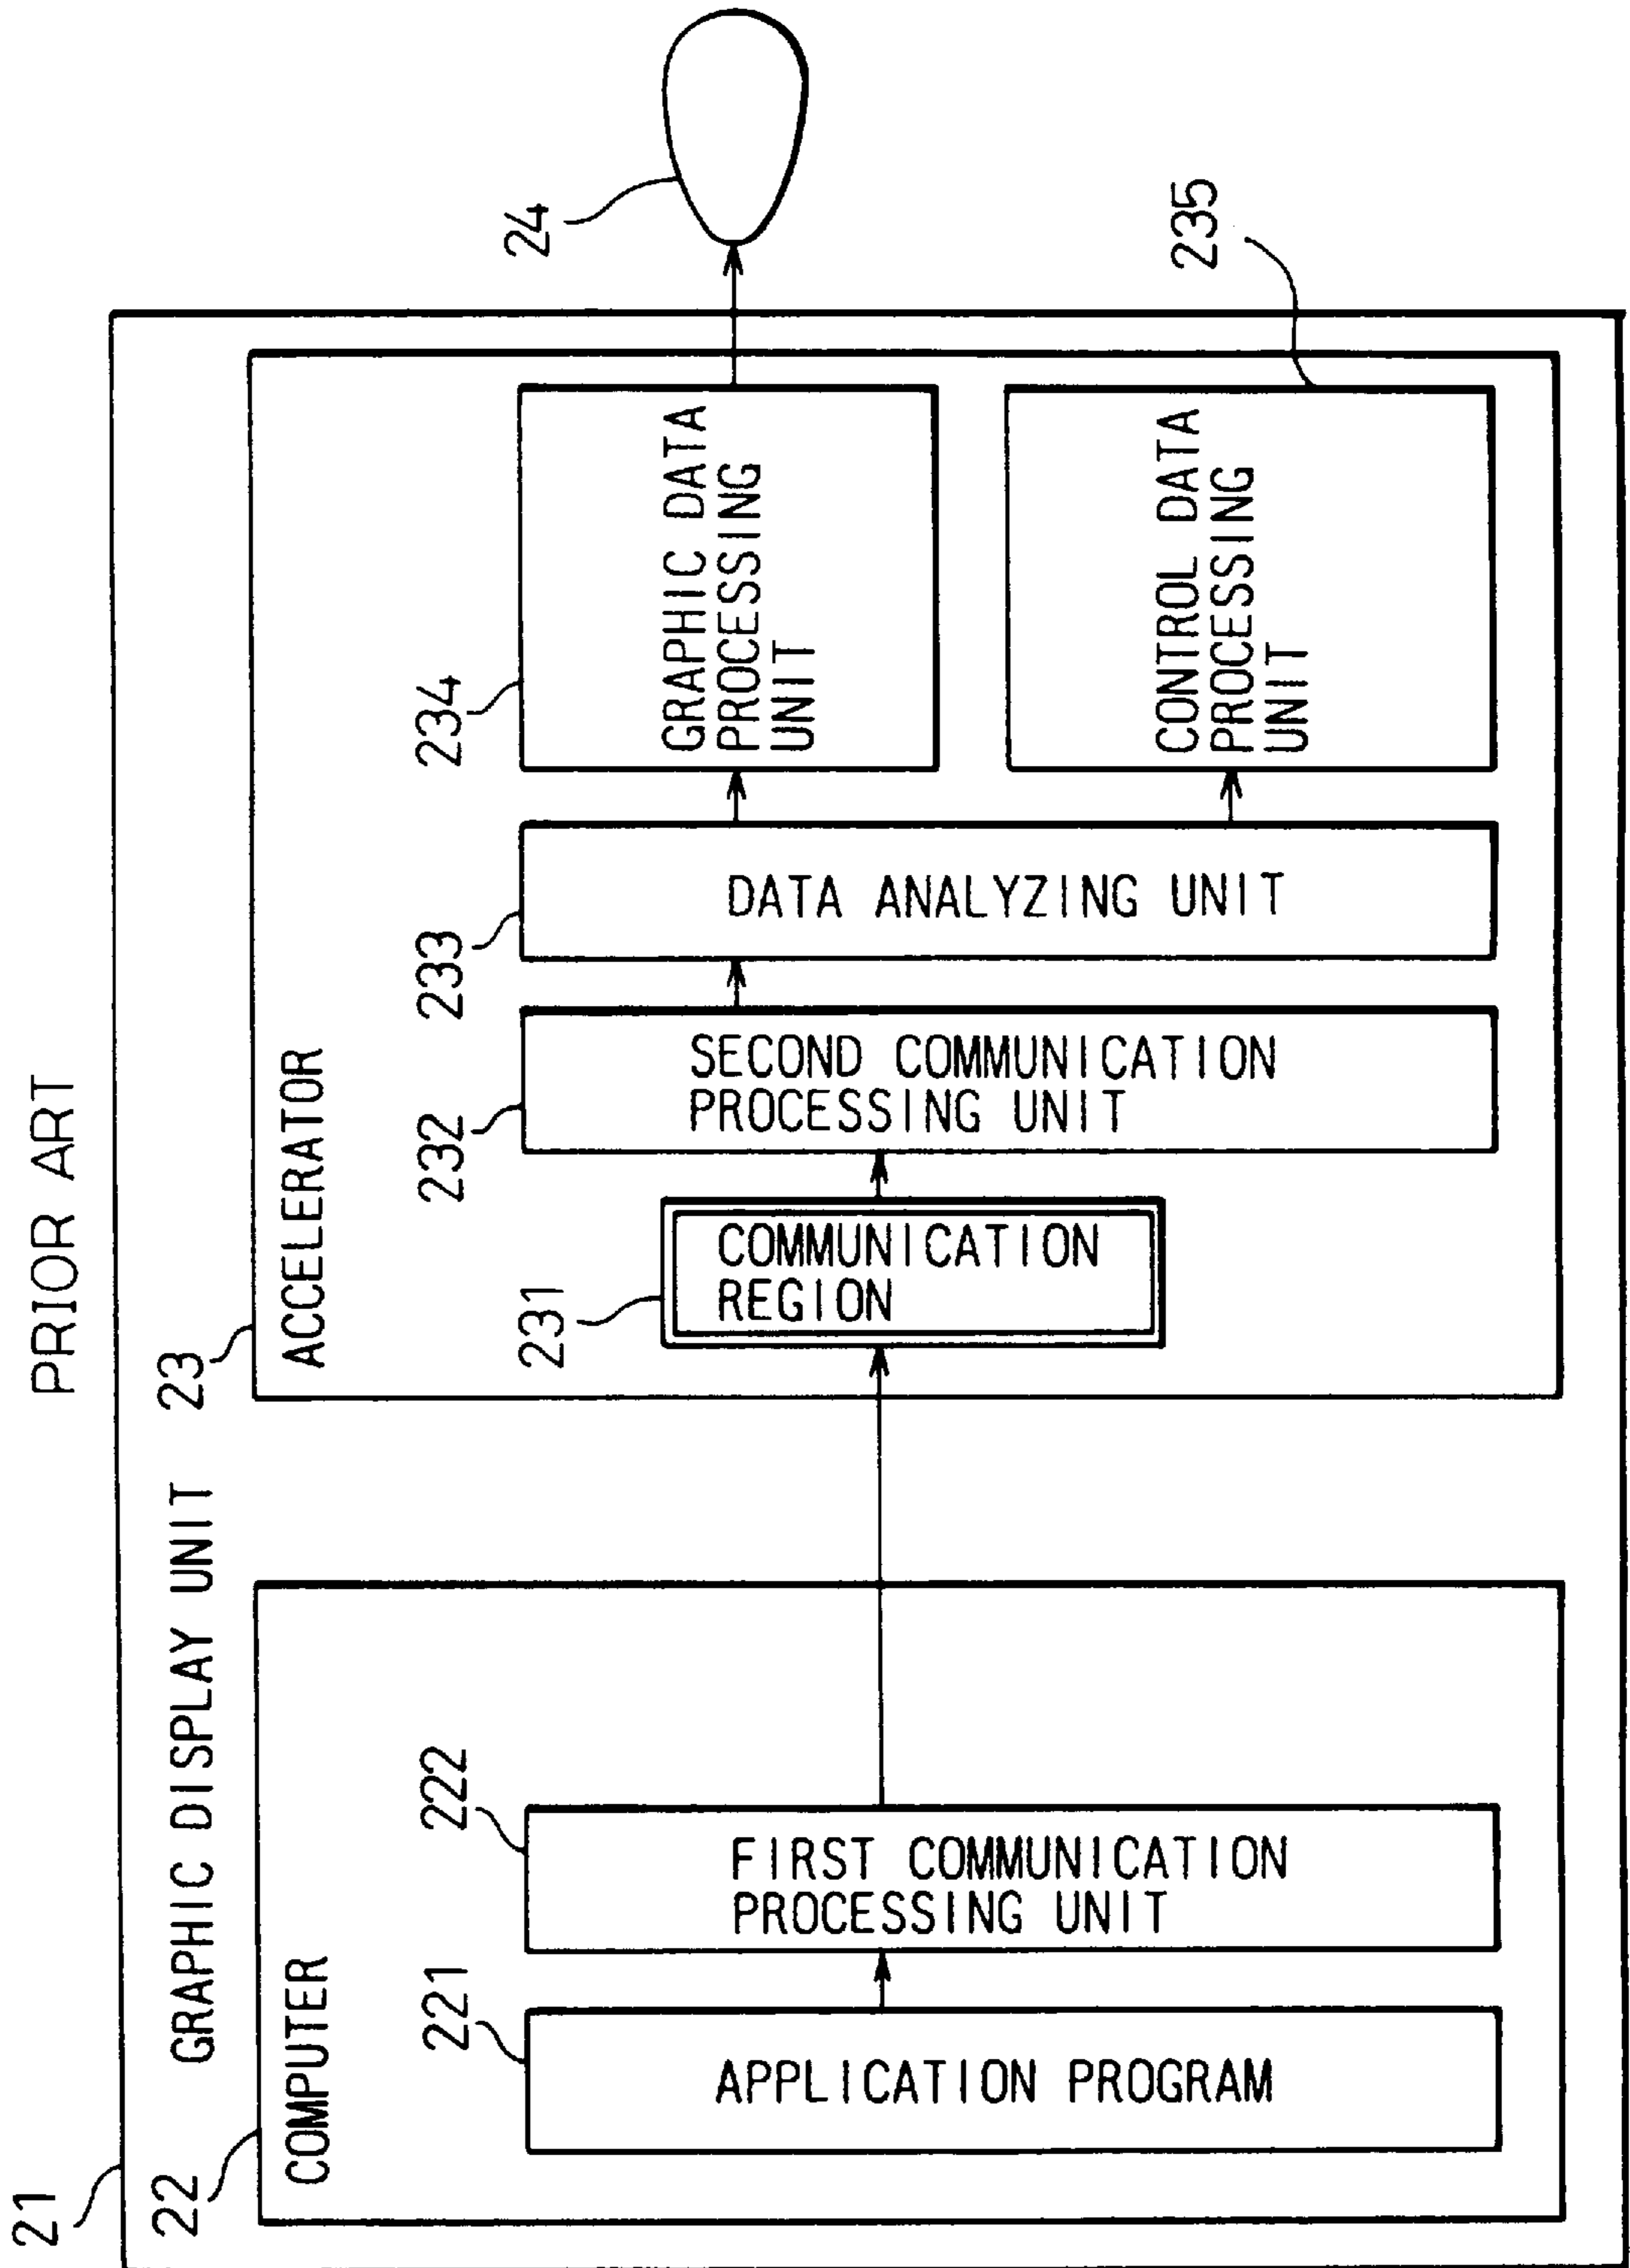 PRIOR ART
21
GRAPHIC DISPLAY UNIT
22
COMPUTER
221
APPLICATION PROGRAM
222
FIRST COMMUNICATION
PROCESSING UNIT
23
ACCELERATOR
231
COMMUNICATION
REGION
232
SECOND COMMUNICATION
PROCESSING UNIT
233
DATA ANALYZING UNIT
234
GRAPHIC DATA
PROCESSING
UNIT
CONTROL DATA
PROCESSING
UNIT
235
24